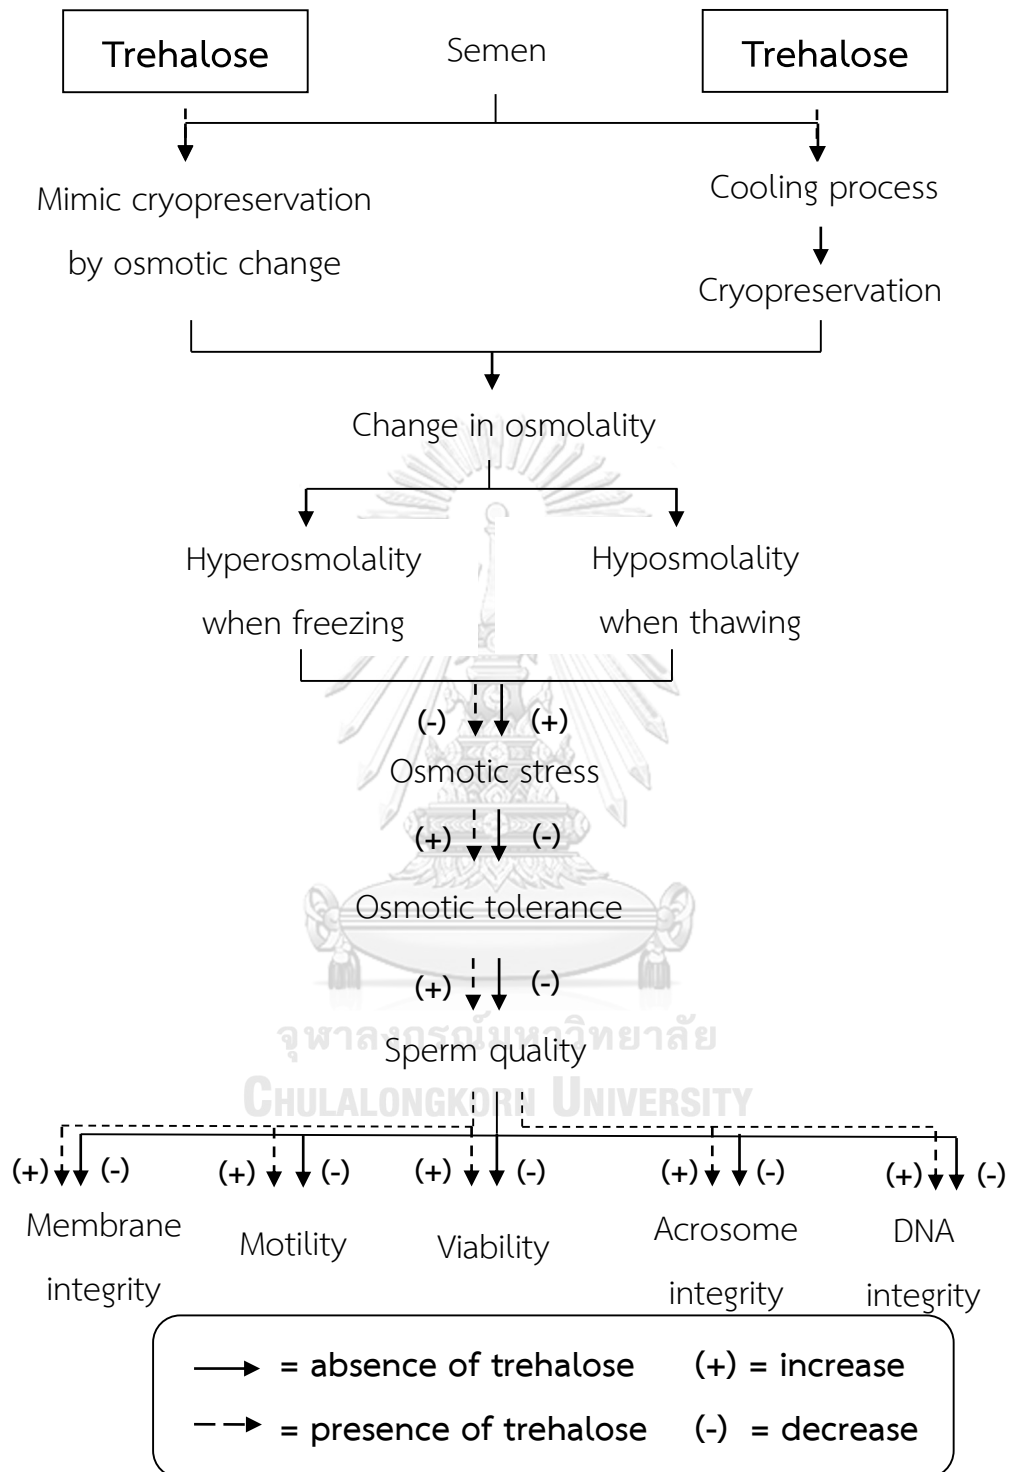 Trehalose
Semen
Trehalose
Mimic cryopreservation
by osmotic change
Cooling process
Cryopreservation
Change in osmolality
Hyperosmolality
when freezing
Hyposmolality
when thawing
(-) (+)
Osmotic stress
(+) (-)
Osmotic tolerance
(+) (-)
จุฬาลงกรณ์มหาวิทยาลัย
Sperm quality
CHULALONGKORN UNIVERSITY
(+) (-) (+) (-) (+) (-) (+) (-) (+) (-)
Membrane
integrity
Motility
Viability
Acrosome
integrity
DNA
integrity
= absence of trehalose (+) = increase
= presence of trehalose (-) = decrease